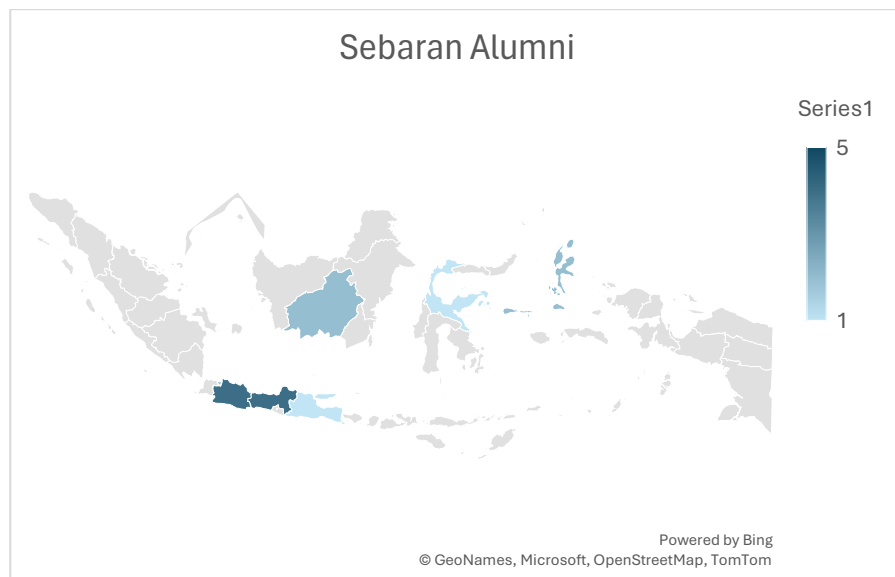 Sebaran Alumni
Series1
5
1
Powered by Bing
© GeoNames, Microsoft, OpenStreetMap, TomTom